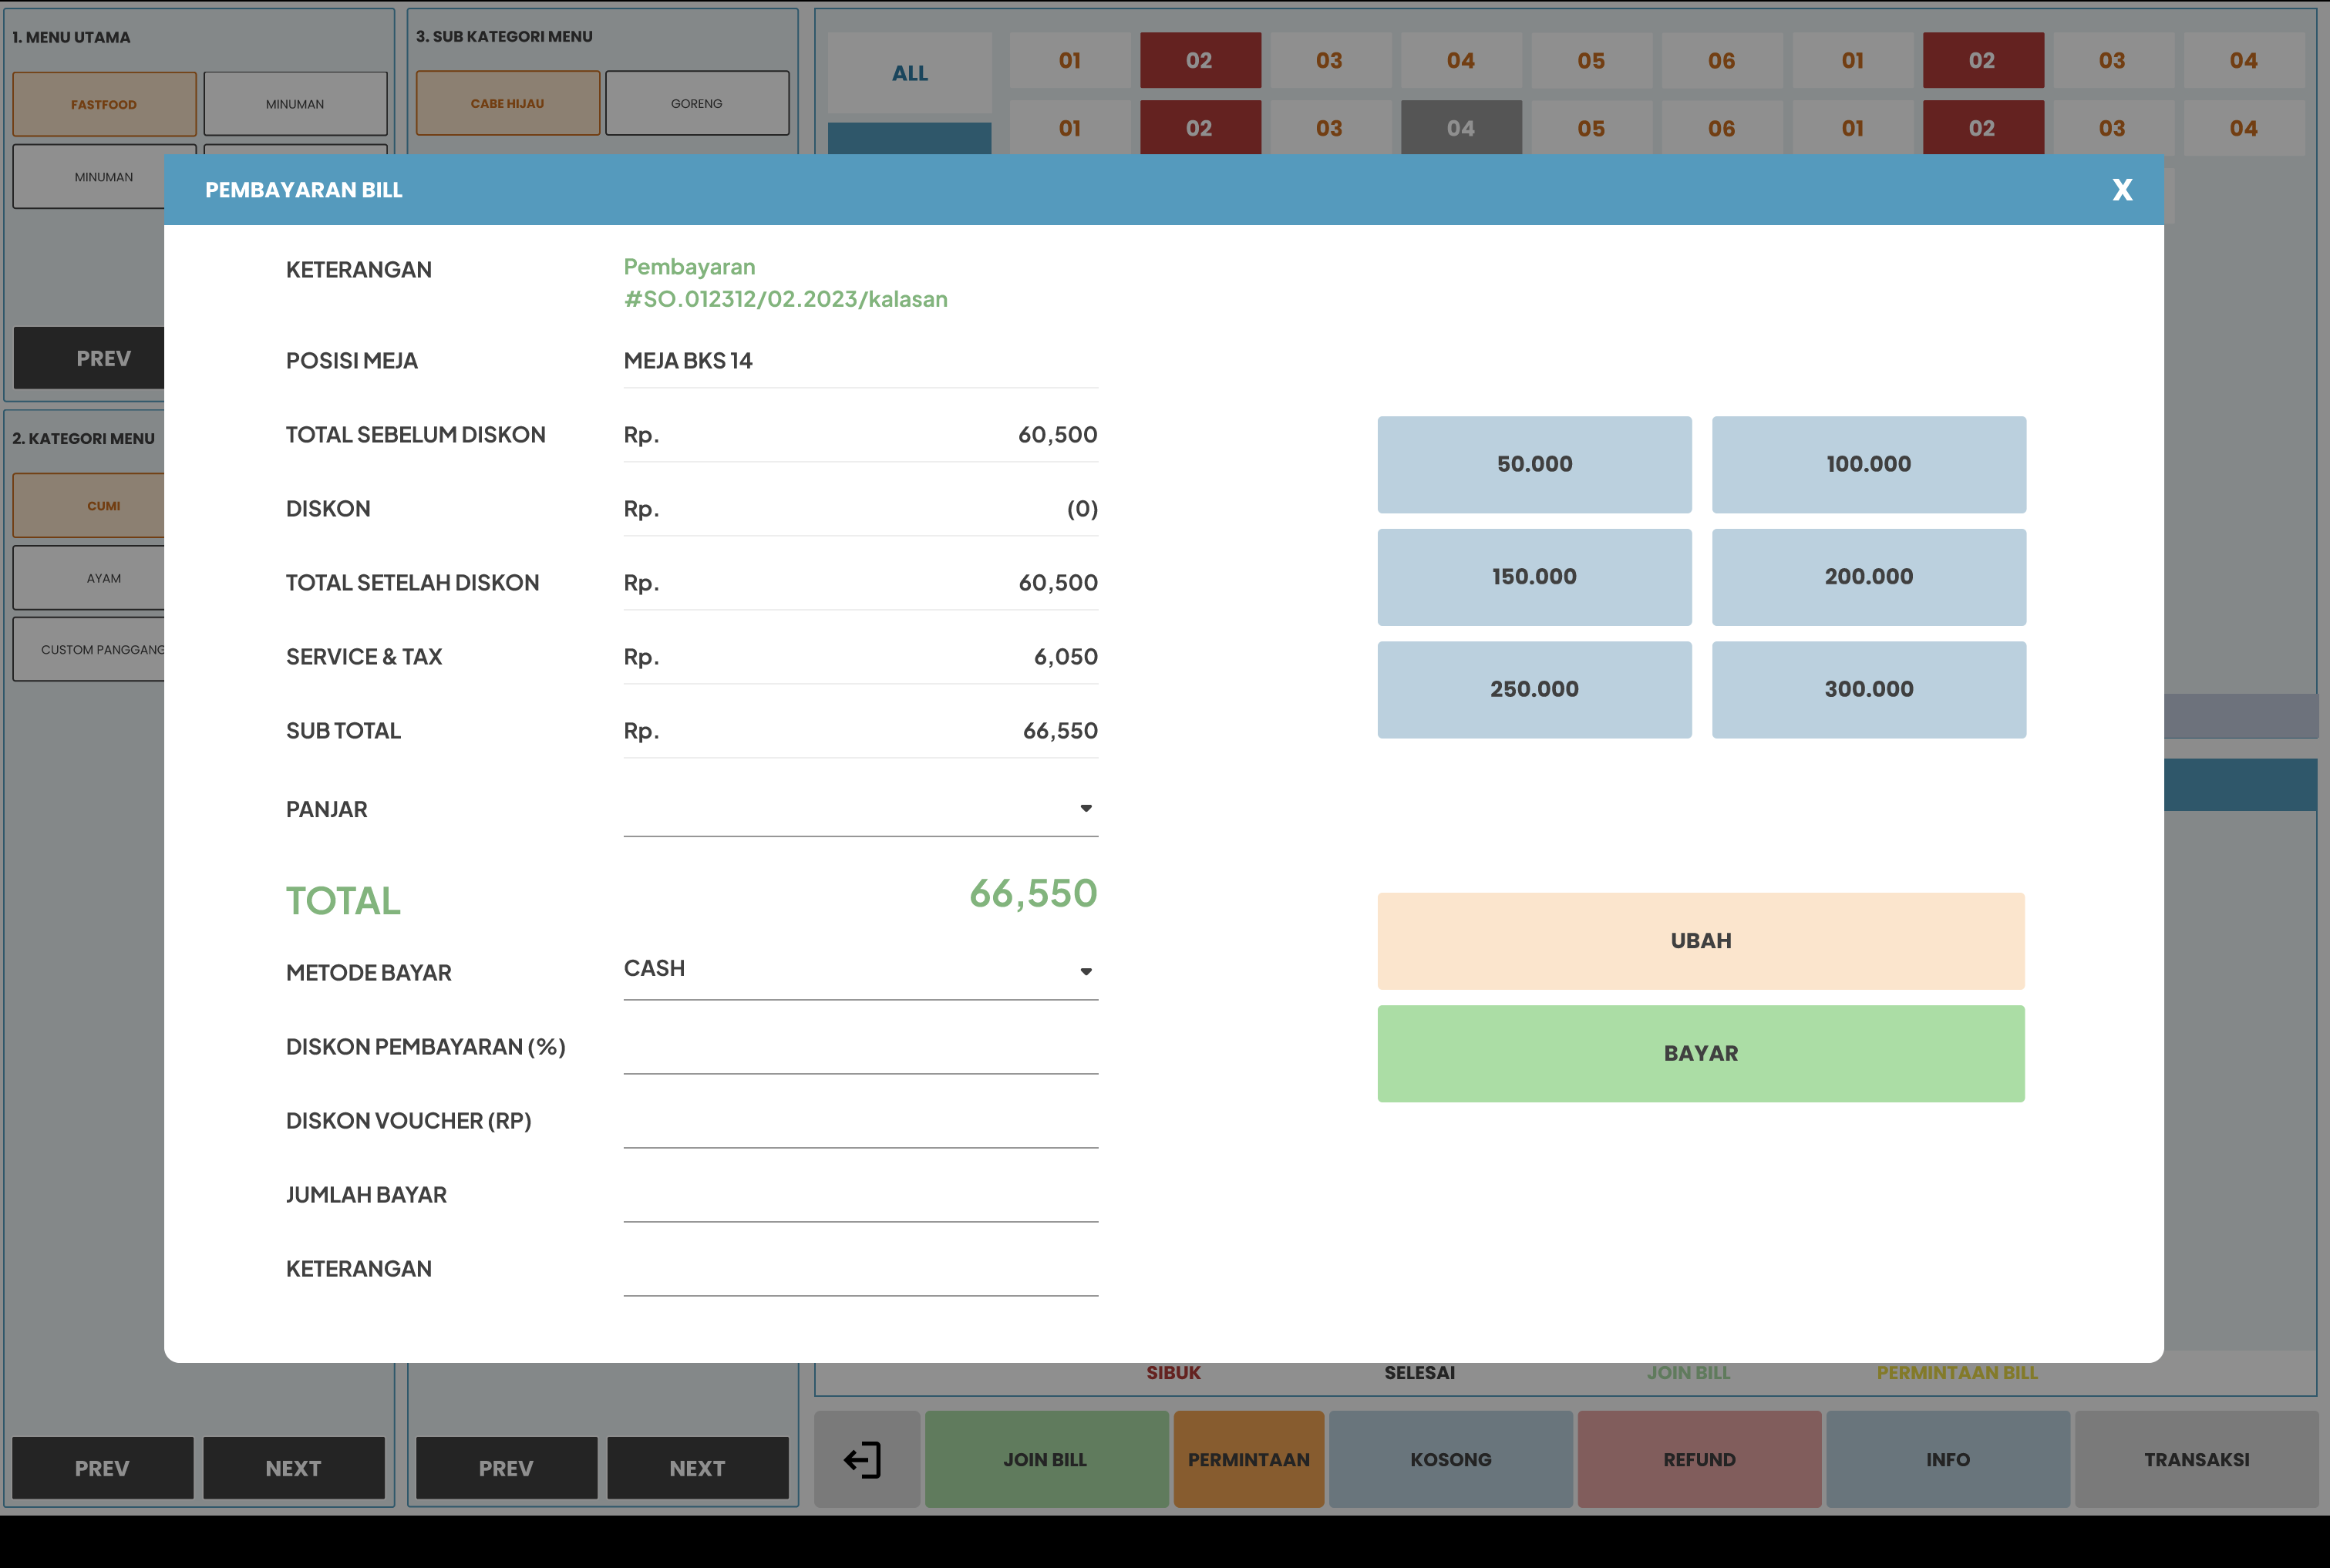 1. MENU UTAMA
FASTFOOD
MINUMAN
MINUMAN
PREV
3. SUB KATEGORI MENU
CABE HIJAU
GORENG
ALL
01 02 03 04 05 06 01 02 03 04
01 02 03 04 05 06 01 02 03 04
2. KATEGORI MENU
CUMI
AYAM
CUSTOM PANGGANG
PEMBAYARAN BILL
X
KETERANGAN
Pembayaran
#SO.012312/02.2023/kalasan
POSISI MEJA MEJA BKS 14
TOTAL SEBELUM DISKON Rp. 60,500
DISKON Rp. (0)
TOTAL SETELAH DISKON Rp. 60,500
SERVICE & TAX Rp. 6,050
SUB TOTAL Rp. 66,550
PANJAR
TOTAL 66,550
METODE BAYAR CASH
DISKON PEMBAYARAN (%)
DISKON VOUCHER (RP)
JUMLAH BAYAR
KETERANGAN
50.000 100.000
150.000 200.000
250.000 300.000
UBAH
BAYAR
SIBUK SELESAI JOIN BILL PERMINTAAN BILL
PREV NEXT
PREV NEXT
JOIN BILL PERMINTAAN KOSONG REFUND INFO TRANSAKSI